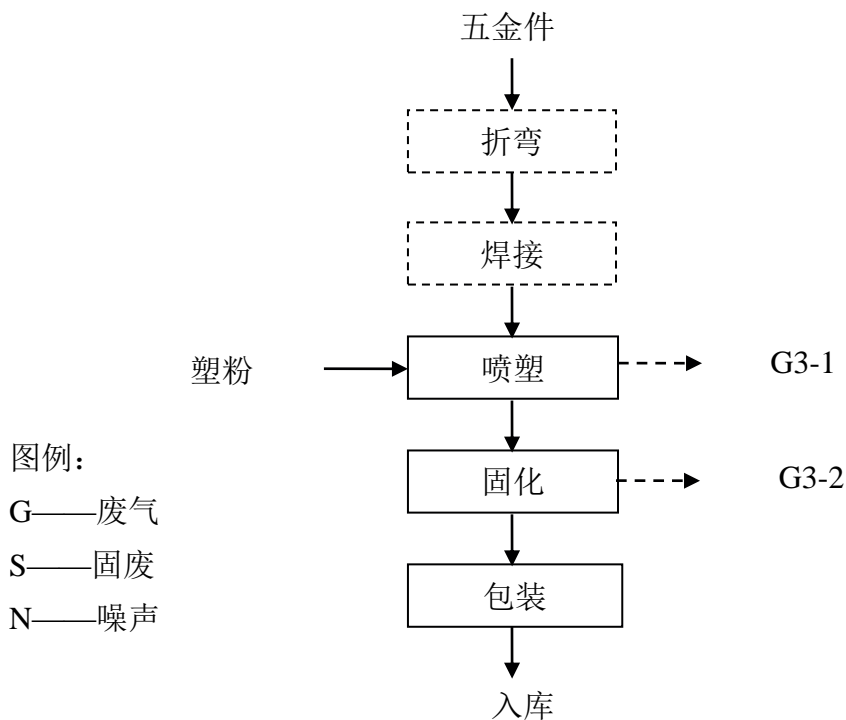 五金件
折弯
焊接
塑粉
喷塑
G3-1
图例：
固化
G3-2
G——废气
S——固废
包装
N——噪声
入库